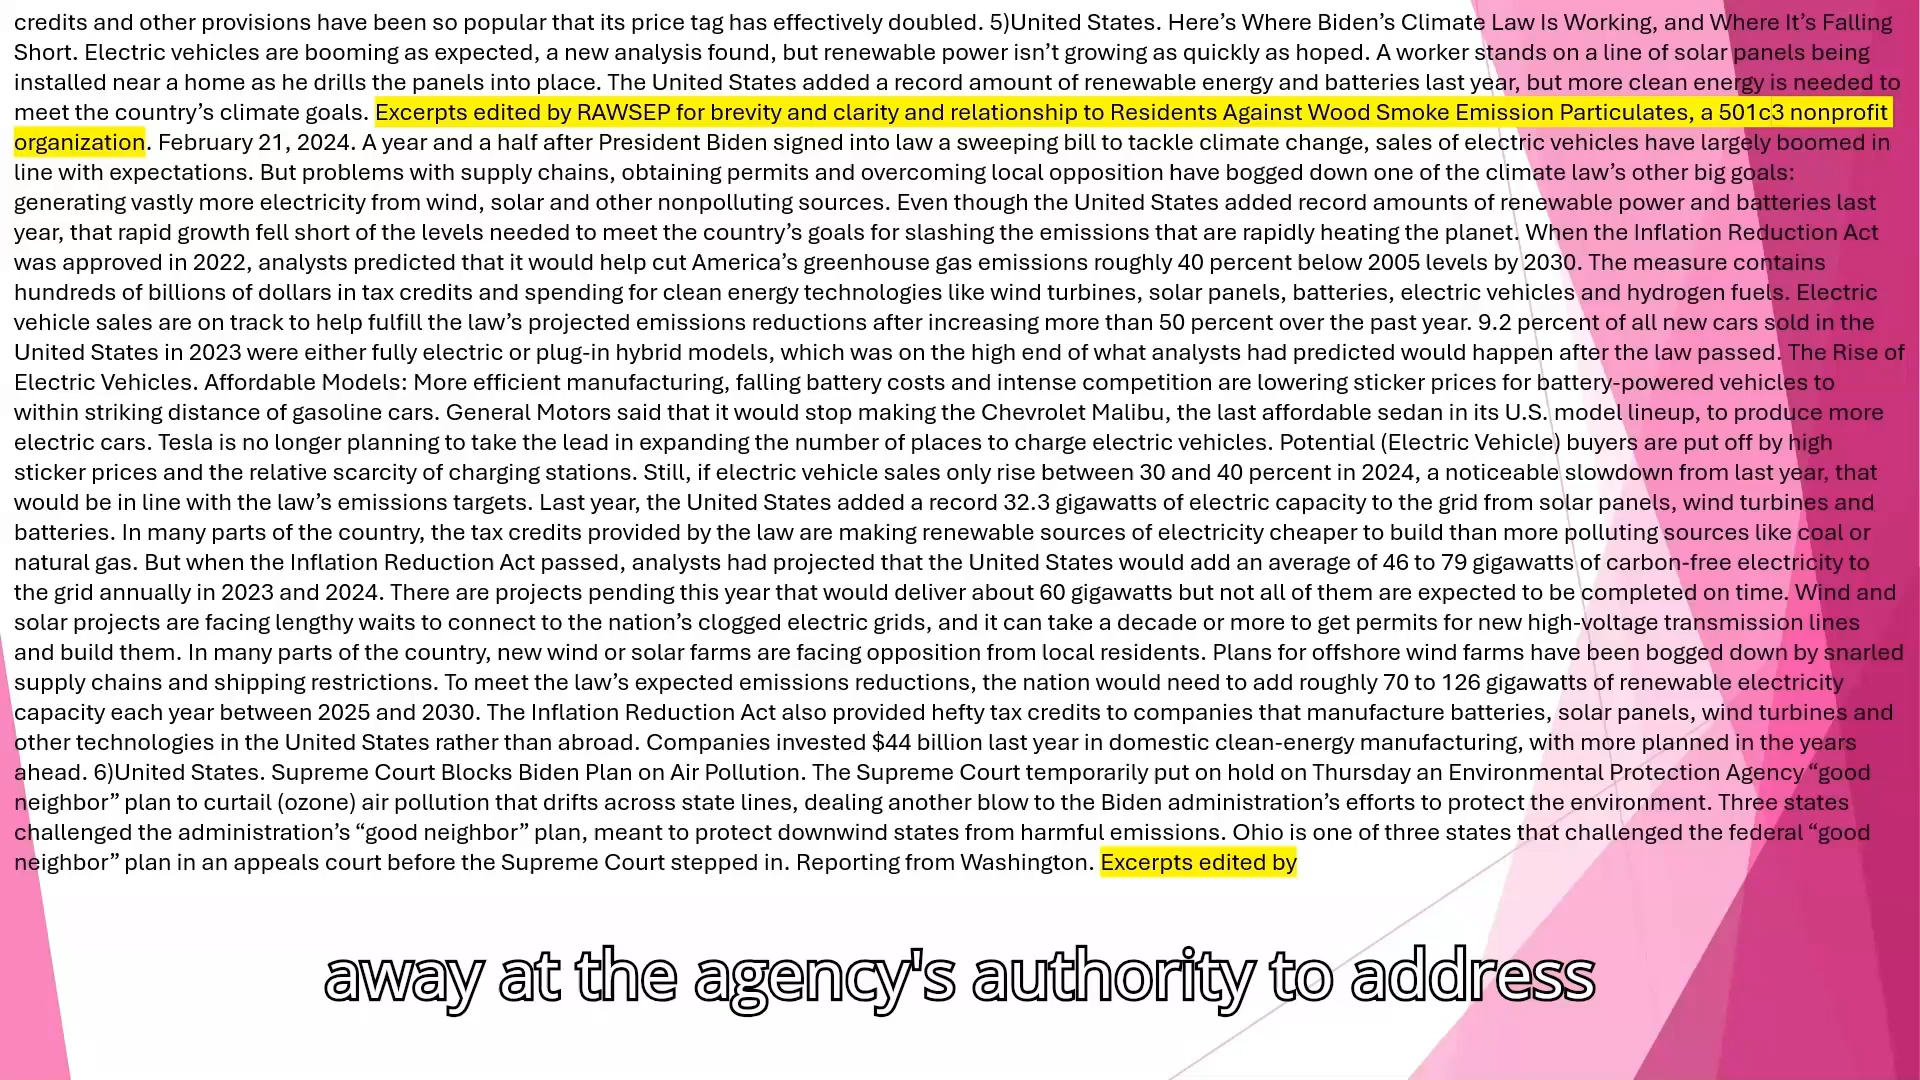 credits and other provisions have been so popular that its price tag has effectively doubled. 5)United States. Here’s Where Biden’s Climate Law Is Working, and Where It’s Falling
Short. Electric vehicles are booming as expected, a new analysis found, but renewable power isn’t growing as quickly as hoped. A worker stands on a line of solar panels being
installed near a home as he drills the panels into place. The United States added a record amount of renewable energy and batteries last year, but more clean energy is needed to
meet the country’s climate goals. Excerpts edited by RAWSEP for brevity and clarity and relationship to Residents Against Wood Smoke Emission Particulates, a 501c3 nonprofit
organization. February 21, 2024. A year and a half after President Biden signed into law a sweeping bill to tackle climate change, sales of electric vehicles have largely boomed in
line with expectations. But problems with supply chains, obtaining permits and overcoming local opposition have bogged down one of the climate law’s other big goals:
generating vastly more electricity from wind, solar and other nonpolluting sources. Even though the United States added record amounts of renewable power and batteries last
year, that rapid growth fell short of the levels needed to meet the country’s goals for slashing the emissions that are rapidly heating the planet. When the Inflation Reduction Act
was approved in 2022, analysts predicted that it would help cut America’s greenhouse gas emissions roughly 40 percent below 2005 levels by 2030. The measure contains
hundreds of billions of dollars in tax credits and spending for clean energy technologies like wind turbines, solar panels, batteries, electric vehicles and hydrogen fuels. Electric
vehicle sales are on track to help fulfill the law’s projected emissions reductions after increasing more than 50 percent over the past year. 9.2 percent of all new cars sold in the
United States in 2023 were either fully electric or plug-in hybrid models, which was on the high end of what analysts had predicted would happen after the law passed. The Rise of
Electric Vehicles. Affordable Models: More efficient manufacturing, falling battery costs and intense competition are lowering sticker prices for battery-powered vehicles to
within striking distance of gasoline cars. General Motors said that it would stop making the Chevrolet Malibu, the last affordable sedan in its U.S. model lineup, to produce more
electric cars. Tesla is no longer planning to take the lead in expanding the number of places to charge electric vehicles. Potential (Electric Vehicle) buyers are put off by high
sticker prices and the relative scarcity of charging stations. Still, if electric vehicle sales only rise between 30 and 40 percent in 2024, a noticeable slowdown from last year, that
would be in line with the law’s emissions targets. Last year, the United States added a record 32.3 gigawatts of electric capacity to the grid from solar panels, wind turbines and
batteries. In many parts of the country, the tax credits provided by the law are making renewable sources of electricity cheaper to build than more polluting sources like coal or
natural gas. But when the Inflation Reduction Act passed, analysts had projected that the United States would add an average of 46 to 79 gigawatts of carbon-free electricity to
the grid annually in 2023 and 2024. There are projects pending this year that would deliver about 60 gigawatts but not all of them are expected to be completed on time. Wind and
solar projects are facing lengthy waits to connect to the nation’s clogged electric grids, and it can take a decade or more to get permits for new high-voltage transmission lines
and build them. In many parts of the country, new wind or solar farms are facing opposition from local residents. Plans for offshore wind farms have been bogged down by snarled
supply chains and shipping restrictions. To meet the law’s expected emissions reductions, the nation would need to add roughly 70 to 126 gigawatts of renewable electricity
capacity each year between 2025 and 2030. The Inflation Reduction Act also provided hefty tax credits to companies that manufacture batteries, solar panels, wind turbines and
other technologies in the United States rather than abroad. Companies invested $44 billion last year in domestic clean-energy manufacturing, with more planned in the years
ahead. 6)United States. Supreme Court Blocks Biden Plan on Air Pollution. The Supreme Court temporarily put on hold on Thursday an Environmental Protection Agency “good
neighbor” plan to curtail (ozone) air pollution that drifts across state lines, dealing another blow to the Biden administration’s efforts to protect the environment. Three states
challenged the administration’s “good neighbor” plan, meant to protect downwind states from harmful emissions. Ohio is one of three states that challenged the federal “good
neighbor” plan in an appeals court before the Supreme Court stepped in. Reporting from Washington. Excerpts edited by
away at the agency's authority to address